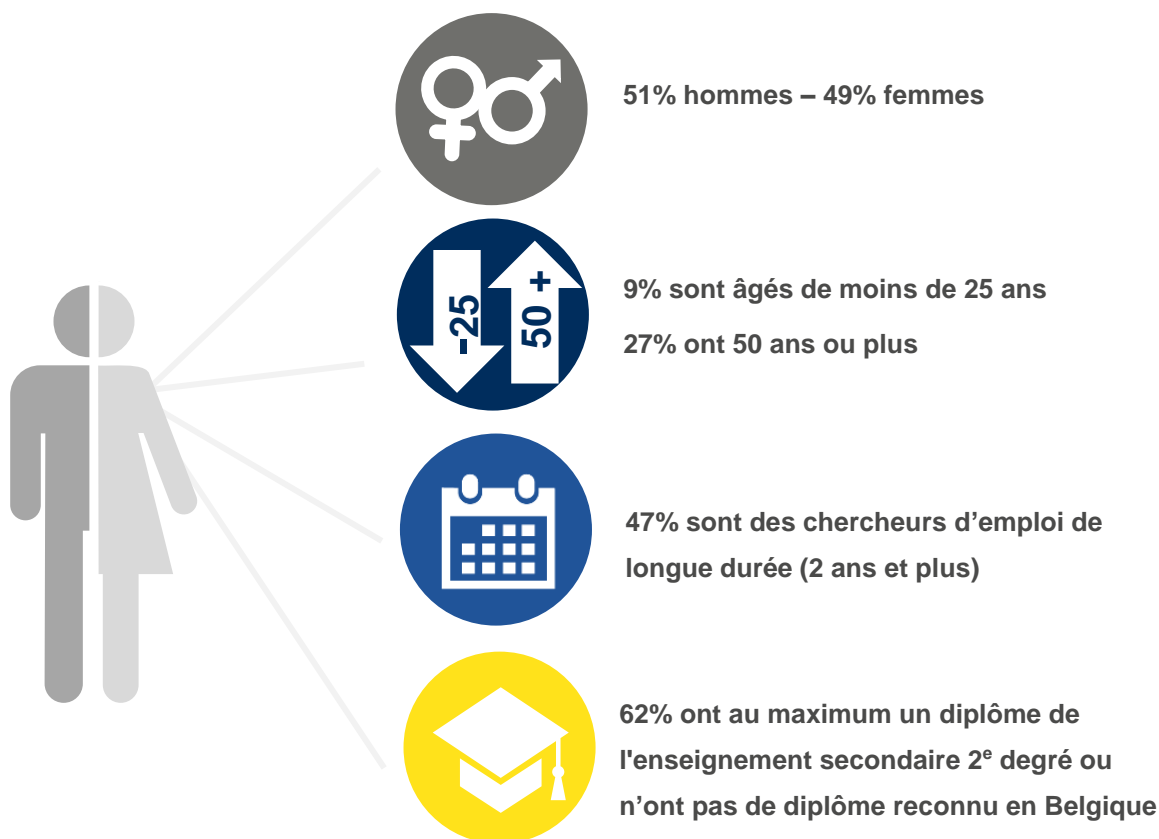 51% hommes – 49% femmes
-25
50 +
9% sont âgés de moins de 25 ans
27% ont 50 ans ou plus
47% sont des chercheurs d’emploi de
longue durée (2 ans et plus)
62% ont au maximum un diplôme de
l'enseignement secondaire 2e degré ou
n’ont pas de diplôme reconnu en Belgique